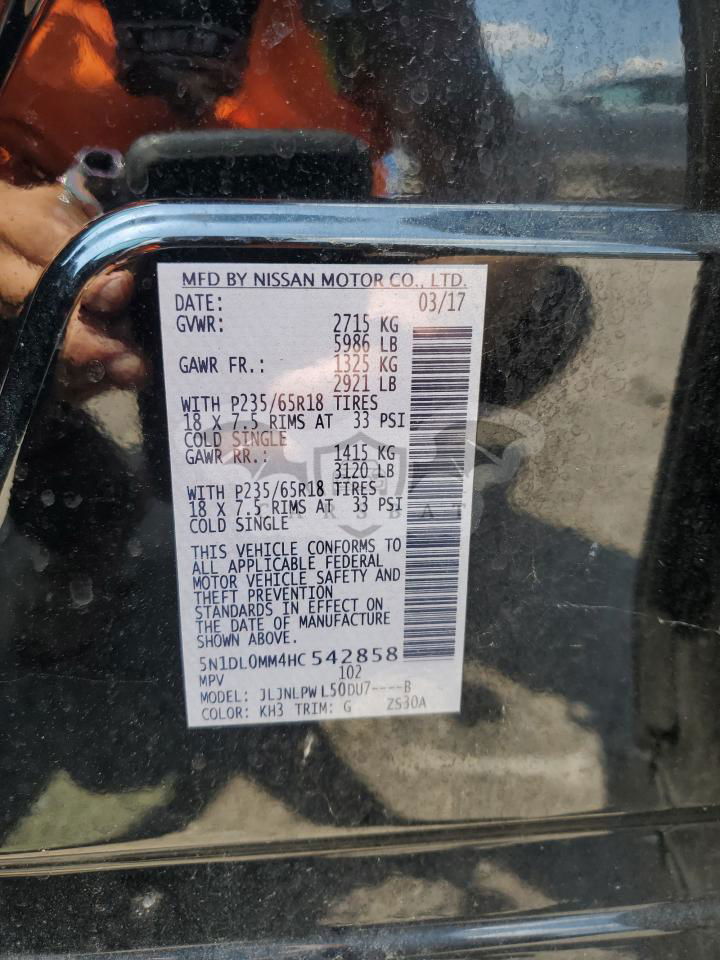 MFD BY NISSAN MOTOR CO., LTD.
DATE: 03/17
GVWR: 2715 KG
5986 LB
GAWR FR.: 1325 KG
2921 LB
WITH P235/65R18 TIRES
18 X 7.5 RIMS AT 33 PSI
COLD SINGLE
GAWR RR.: 1415 KG
3120 LB
WITH P235/65R18 TIRES
18 X 7.5 RIMS AT 33 PSI
COLD SINGLE
THIS VEHICLE CONFORMS TO
ALL APPLICABLE FEDERAL
MOTOR VEHICLE SAFETY AND
THEFT PREVENTION
STANDARDS IN EFFECT ON
THE DATE OF MANUFACTURE
SHOWN ABOVE.
5N1DL0MM4HC 542858
MPV 102
MODEL: JLJNLPW L50DU7----B
COLOR: KH3 TRIM: G ZS30A